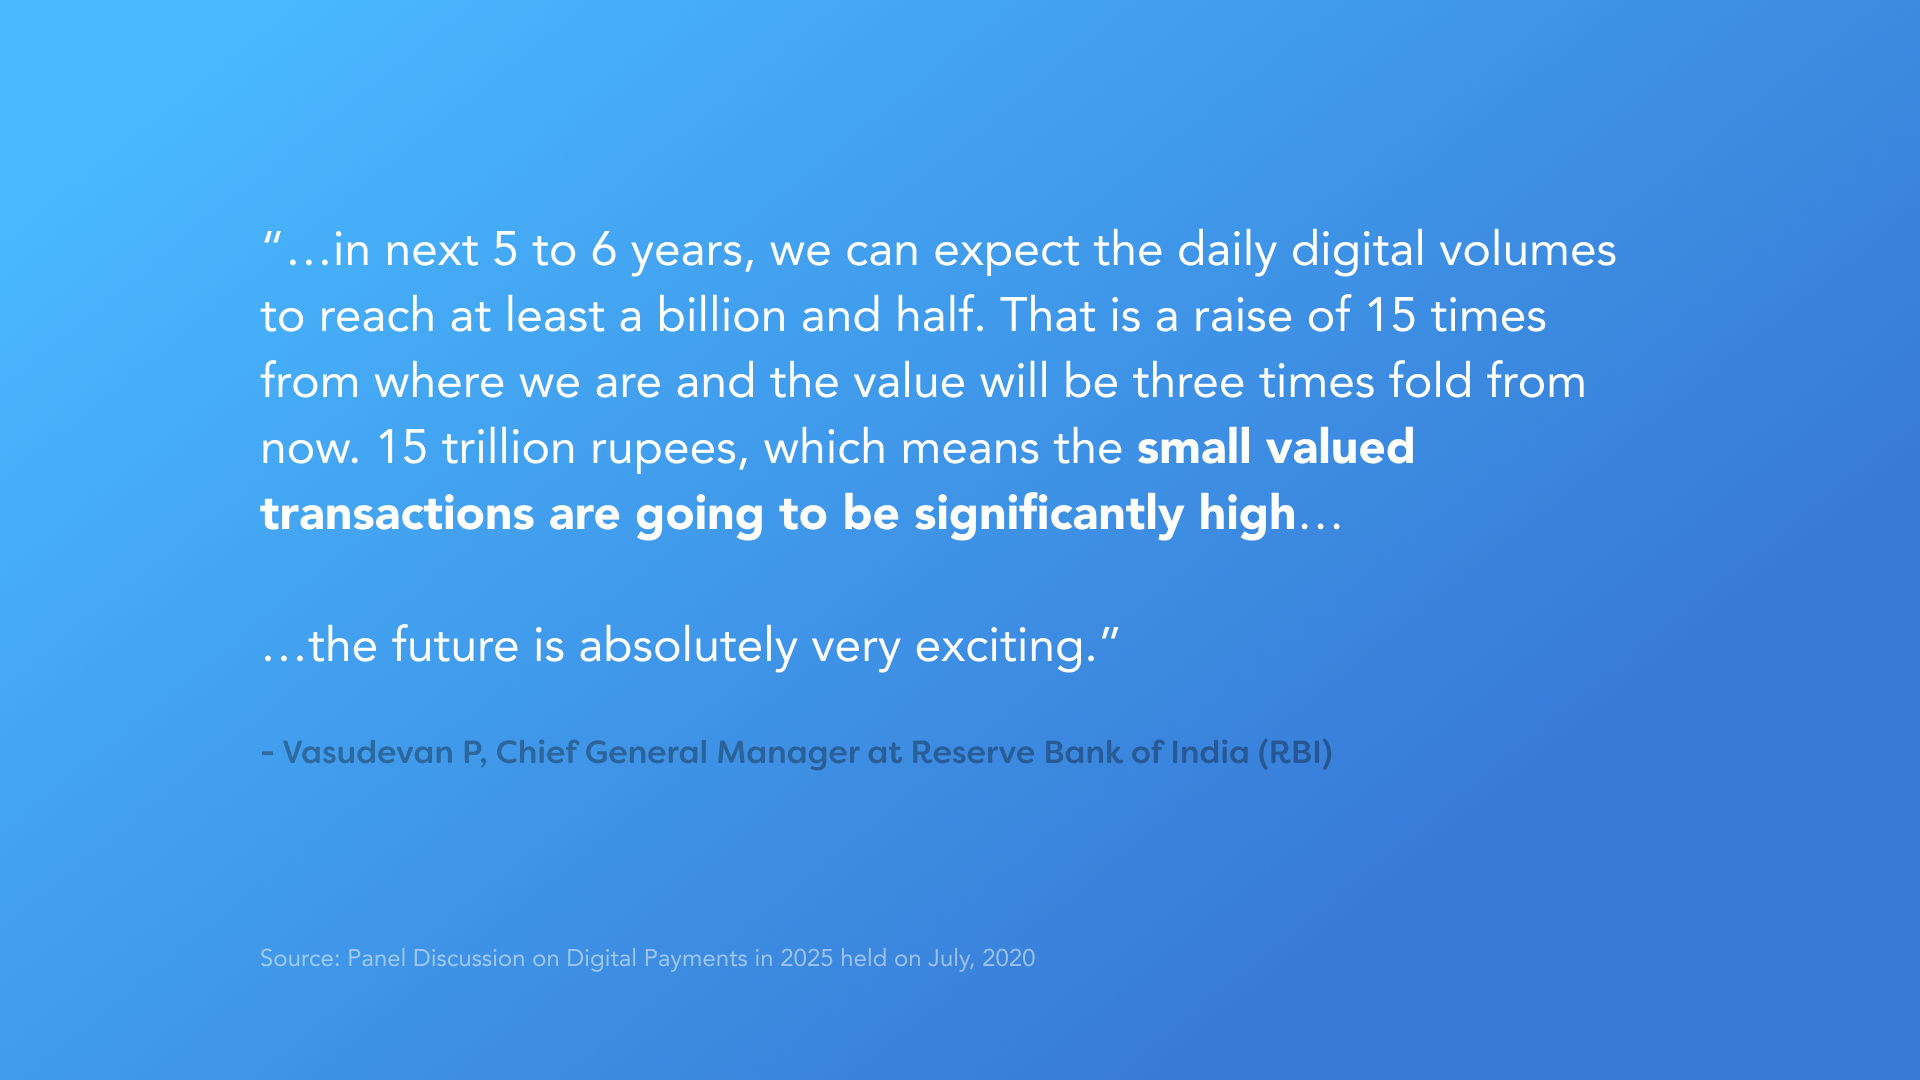 “…in next 5 to 6 years, we can expect the daily digital volumes
to reach at least a billion and half. That is a raise of 15 times
from where we are and the value will be three times fold from
now. 15 trillion rupees, which means the small valued
transactions are going to be significantly high…
…the future is absolutely very exciting.”
- Vasudevan P, Chief General Manager at Reserve Bank of India (RBI)
Source: Panel Discussion on Digital Payments in 2025 held on July, 2020